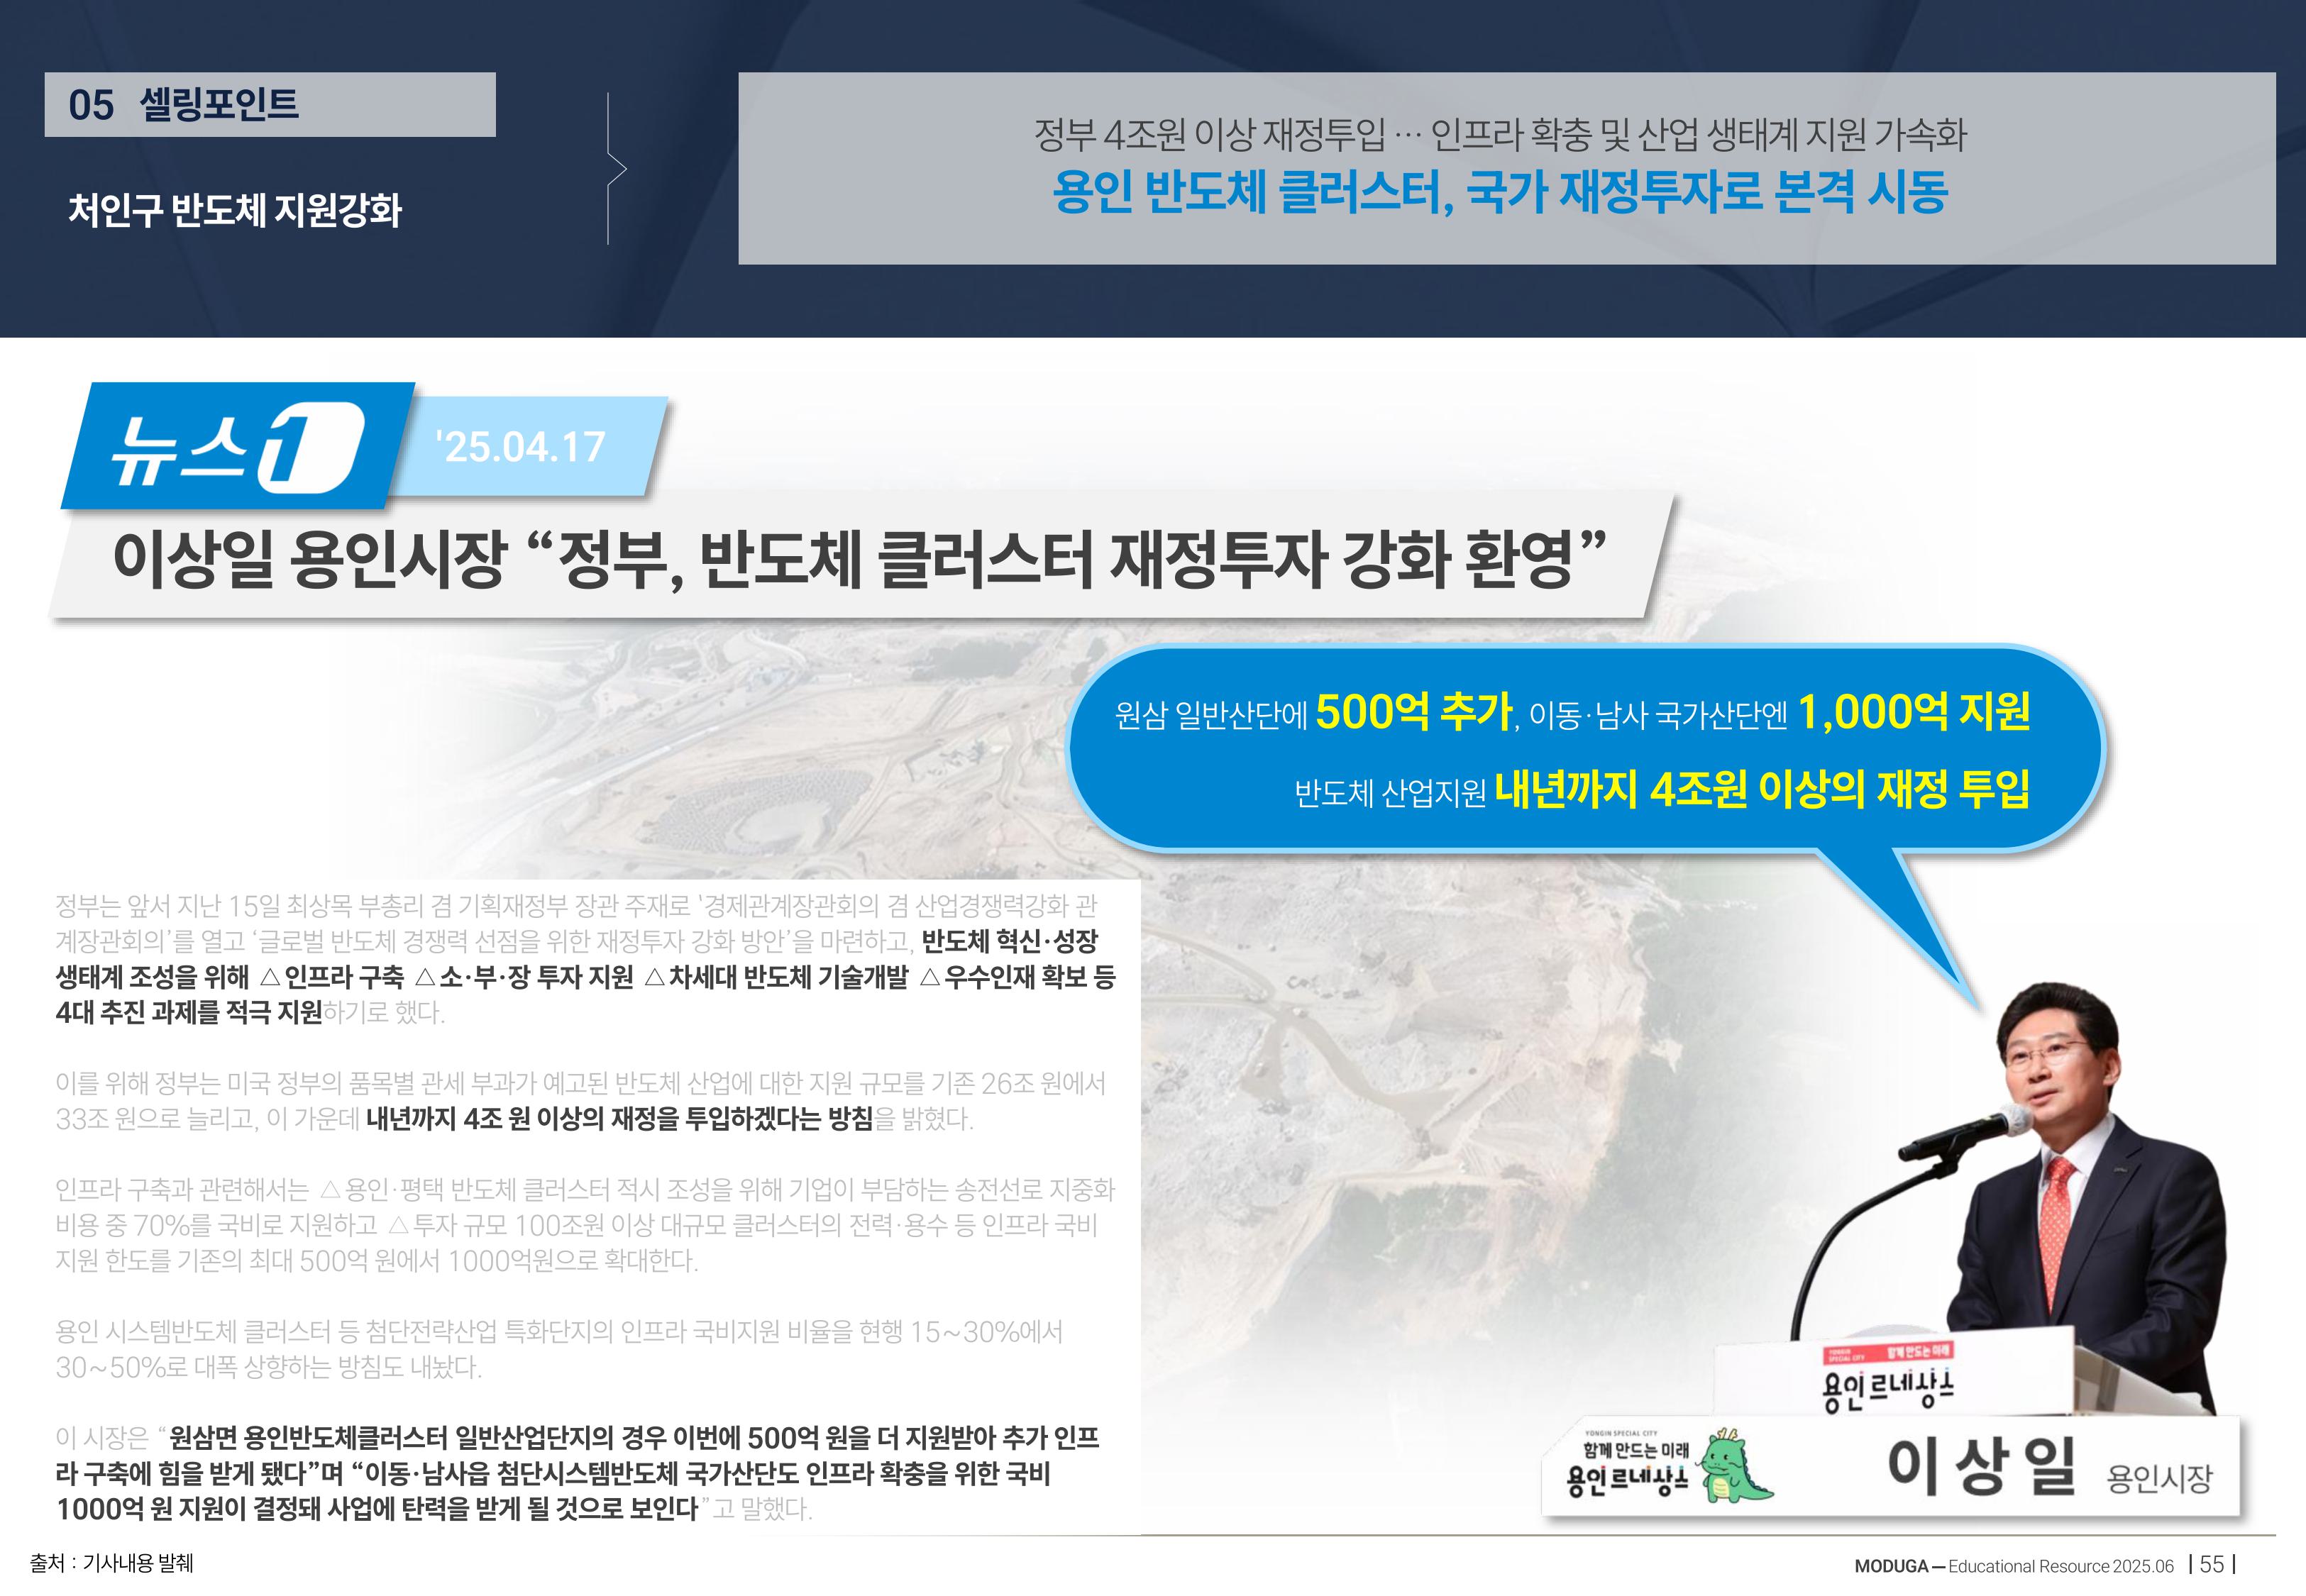 05 셀링포인트
처인구 반도체 지원강화
정부 4조원 이상 재정투입 ··· 인프라 확충 및 산업 생태계 지원 가속화
용인 반도체 클러스터, 국가 재정투자로 본격 시동
뉴스1
'25.04.17
이상일 용인시장 “정부, 반도체 클러스터 재정투자 강화 환영”
원삼 일반산단에 500억 추가, 이동·남사 국가산단엔 1,000억 지원
반도체 산업지원 내년까지 4조원 이상의 재정 투입
정부는 앞서 지난 15일 최상목 부총리 겸 기획재정부 장관 주재로 '경제관계장관회의 겸 산업경쟁력강화 관
계장관회의’를 열고 ‘글로벌 반도체 경쟁력 선점을 위한 재정투자 강화 방안’을 마련하고, 반도체 혁신·성장
생태계 조성을 위해 △인프라 구축 △소·부·장 투자 지원 △차세대 반도체 기술개발 △우수인재 확보 등
4대 추진 과제를 적극 지원하기로 했다.
이를 위해 정부는 미국 정부의 품목별 관세 부과가 예고된 반도체 산업에 대한 지원 규모를 기존 26조 원에서
33조 원으로 늘리고, 이 가운데 내년까지 4조 원 이상의 재정을 투입하겠다는 방침을 밝혔다.
인프라 구축과 관련해서는 △용인·평택 반도체 클러스터 적시 조성을 위해 기업이 부담하는 송전선로 지중화
비용 중 70%를 국비로 지원하고 △투자 규모 100조원 이상 대규모 클러스터의 전력·용수 등 인프라 국비
지원 한도를 기존의 최대 500억 원에서 1000억원으로 확대한다.
용인 시스템반도체 클러스터 등 첨단전략산업 특화단지의 인프라 국비지원 비율을 현행 15~30%에서
30~50%로 대폭 상향하는 방침도 내놨다.
이 시장은 “원삼면 용인반도체클러스터 일반산업단지의 경우 이번에 500억 원을 더 지원받아 추가 인프
라 구축에 힘을 받게 됐다”며 “이동·남사읍 첨단시스템반도체 국가산단도 인프라 확충을 위한 국비
1000억 원 지원이 결정돼 사업에 탄력을 받게 될 것으로 보인다”고 말했다.
YONGIN SPECIAL CITY 함께 만드는 미래
용인르네상스
YONGIN SPECIAL CITY
함께 만드는 미래
용인르네상스
이상일 용인시장
출처 : 기사내용 발췌
MODUGA — Educational Resource 2025.06 | 55 |